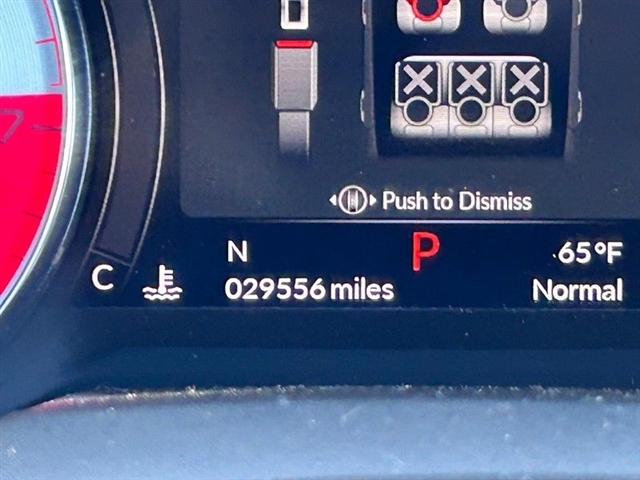 Push to Dismiss
N P 65°F
C 029556 miles Normal